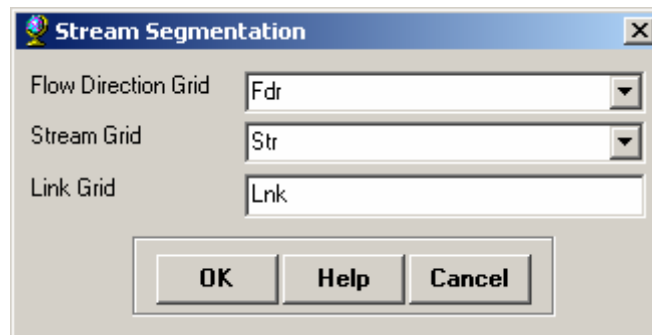 Stream Segmentation
Flow Direction Grid Fdr
Stream Grid Str
Link Grid Lnk
OK Help Cancel